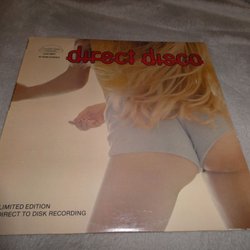 direct disco
LIMITED EDITION
DIRECT TO DISK RECORDING